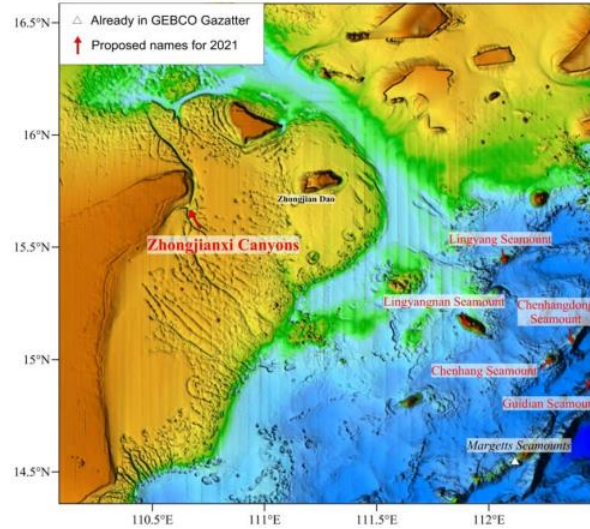 16.5°N
△ Already in GEBCO Gazatter
Proposed names for 2021
16°N
Zhongjian Dao
Zhongjianxi Canyons
Lingyang Seamount
15.5°N
Lingyangnan Seamount
Chenhangdong
Seamount
15°N
Chenhang Seamount
Guidian Seamoun
Margetts Seamounts
14.5°N
110.5°E
111°E
111.5°E
112°E